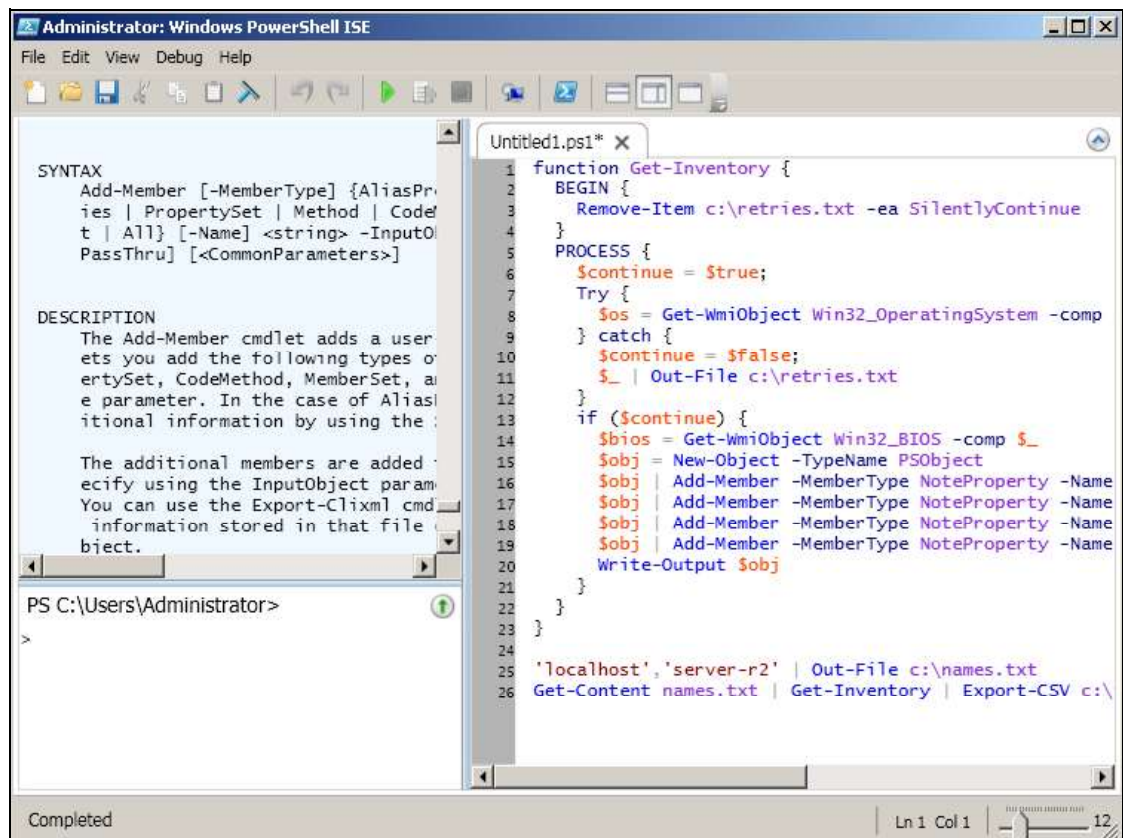 Administrator: Windows PowerShell ISE
File Edit View Debug Help
SYNTAX
Add-Member [-MemberType] {AliasPr
ies | PropertySet | Method | Code
t | All} [-Name] <string> -InputO
PassThru] [<CommonParameters>]
DESCRIPTION
The Add-Member cmdlet adds a user
ets you add the following types o
ertySet, CodeMethod, MemberSet, a
e parameter. In the case of Alias
itional information by using the
The additional members are added
ecify using the InputObject param
You can use the Export-Clixml cmd
information stored in that file
bject.
PS C:\Users\Administrator>
>
Untitled1.ps1*
1 function Get-Inventory {
2 BEGIN {
3 Remove-Item c:\retries.txt -ea SilentlyContinue
4 }
5 PROCESS {
6 $continue = $true;
7 Try {
8 $os = Get-WmiObject Win32_OperatingSystem -comp
9 } catch {
10 $continue = $false;
11 $_ | Out-File c:\retries.txt
12 }
13 if ($continue) {
14 $bios = Get-WmiObject Win32_BIOS -comp $_
15 $obj = New-Object -TypeName PSObject
16 $obj | Add-Member -MemberType NoteProperty -Name
17 $obj | Add-Member -MemberType NoteProperty -Name
18 $obj | Add-Member -MemberType NoteProperty -Name
19 $obj | Add-Member -MemberType NoteProperty -Name
20 Write-Output $obj
21 }
22 }
23 }
24
25 'localhost','server-r2' | Out-File c:\names.txt
26 Get-Content names.txt | Get-Inventory | Export-CSV c:\
Completed
Ln 1 Col 1
12